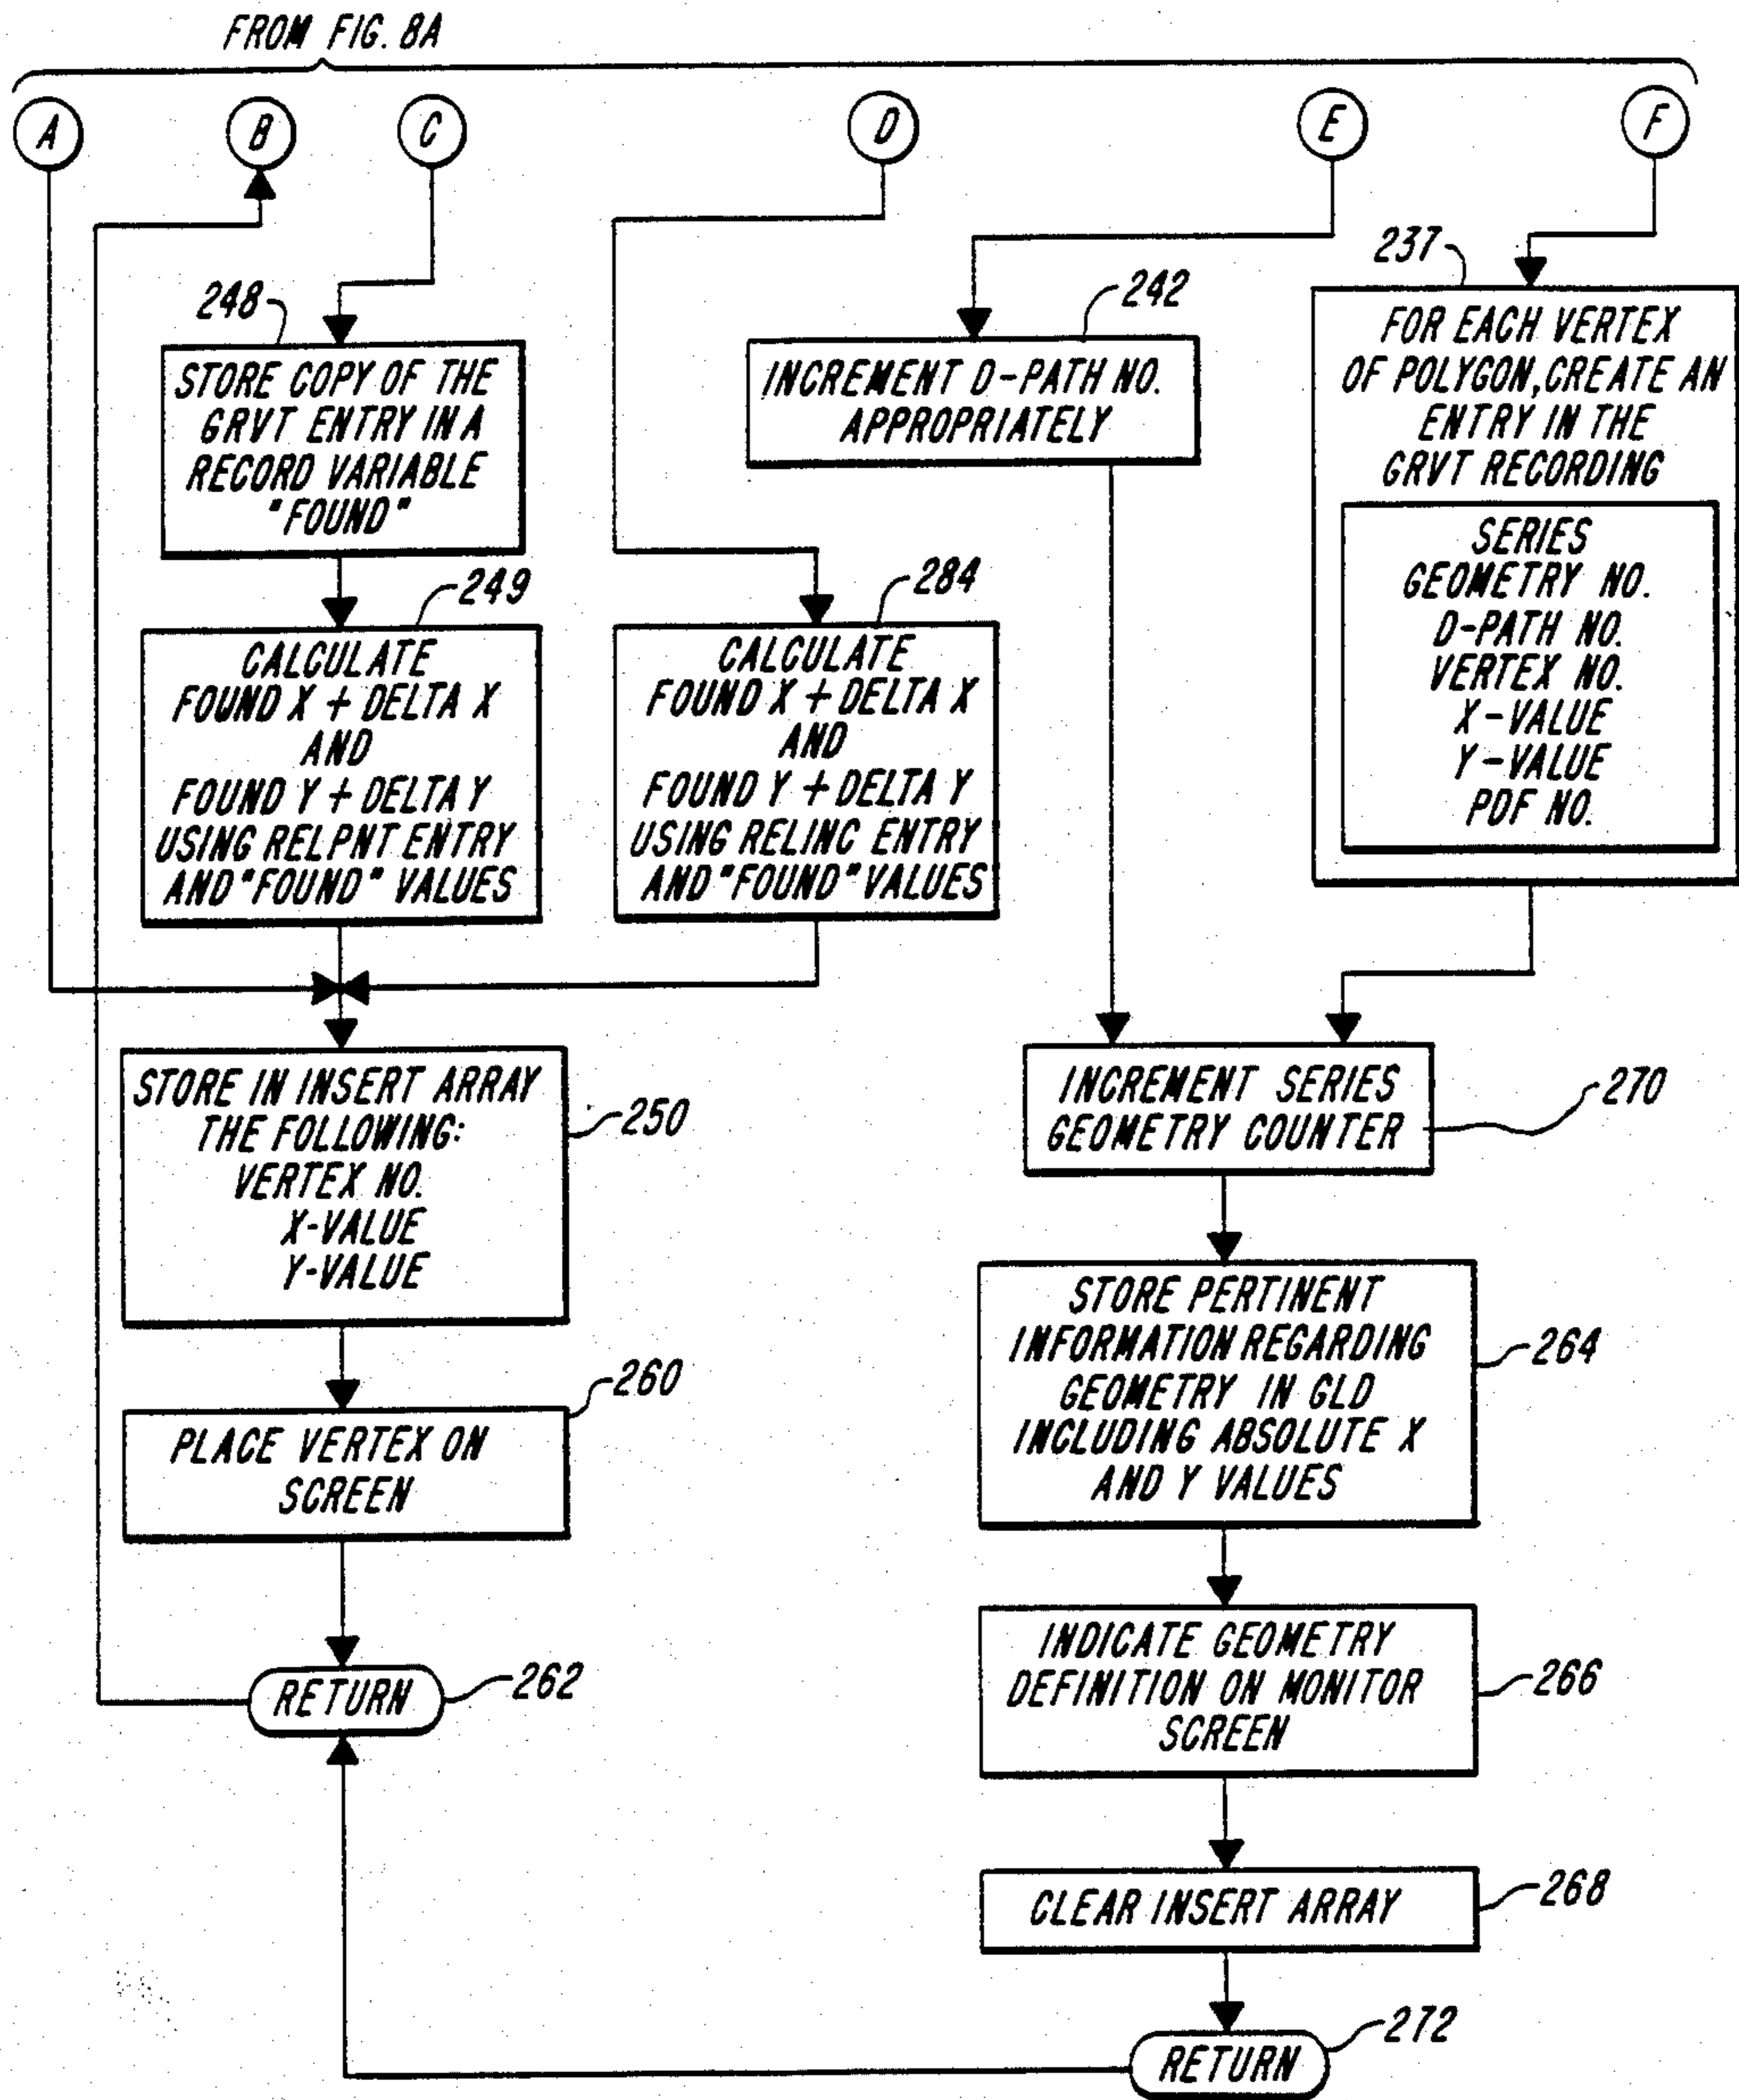 FROM FIG. 8A
A
B
C
D
E
F
248
STORE COPY OF THE
GRVT ENTRY IN A
RECORD VARIABLE
"FOUND"
249
CALCULATE
FOUND X + DELTA X
AND
FOUND Y + DELTA Y
USING RELPNT ENTRY
AND "FOUND" VALUES
284
CALCULATE
FOUND X + DELTA X
AND
FOUND Y + DELTA Y
USING RELINC ENTRY
AND "FOUND" VALUES
242
INCREMENT D-PATH NO.
APPROPRIATELY
237
FOR EACH VERTEX
OF POLYGON, CREATE AN
ENTRY IN THE
GRVT RECORDING
SERIES
GEOMETRY NO.
D-PATH NO.
VERTEX NO.
X-VALUE
Y-VALUE
PDF NO.
STORE IN INSERT ARRAY
THE FOLLOWING:
VERTEX NO.
X-VALUE
Y-VALUE
250
PLACE VERTEX ON
SCREEN
260
RETURN
262
INCREMENT SERIES
GEOMETRY COUNTER
270
STORE PERTINENT
INFORMATION REGARDING
GEOMETRY IN GLD
INCLUDING ABSOLUTE X
AND Y VALUES
264
INDICATE GEOMETRY
DEFINITION ON MONITOR
SCREEN
266
CLEAR INSERT ARRAY
268
RETURN
272